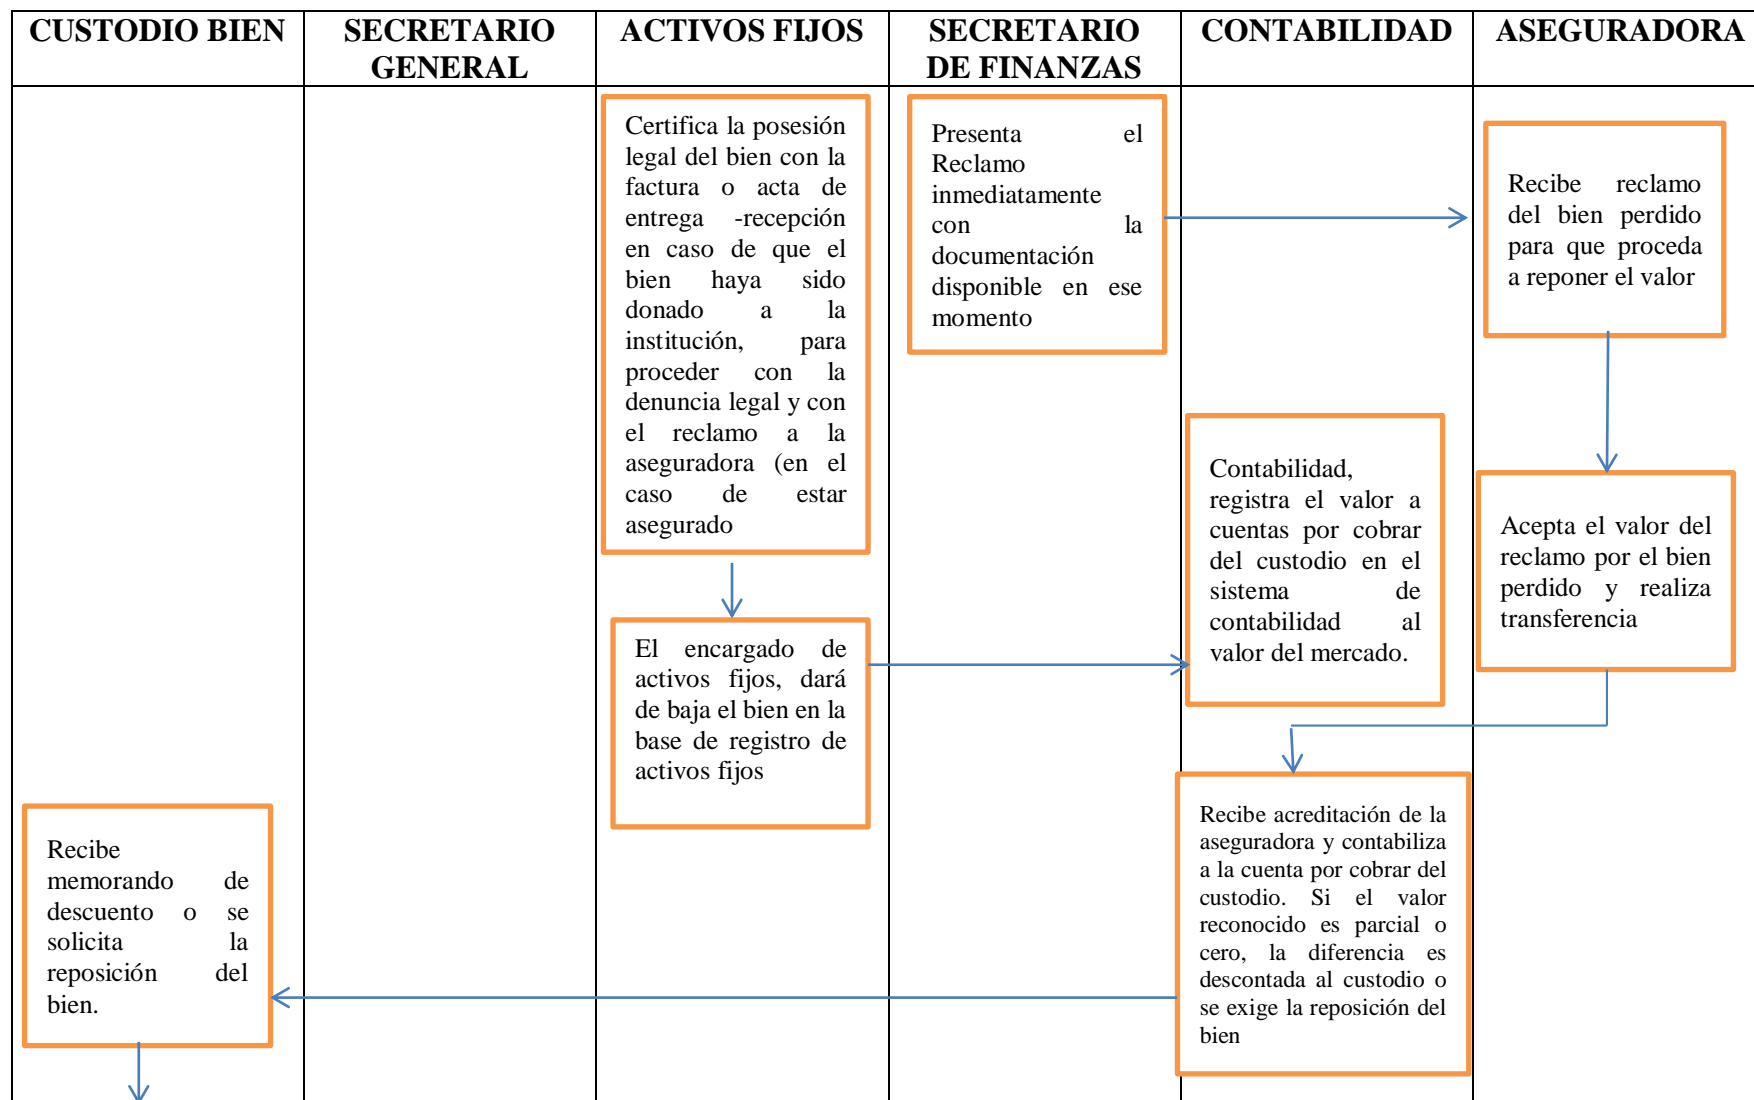 CUSTODIO BIEN
SECRETARIO
GENERAL
ACTIVOS FIJOS
SECRETARIO
DE FINANZAS
CONTABILIDAD
ASEGURADORA
Certifica la posesión
legal del bien con la
factura o acta de
entrega -recepción
en caso de que el
bien haya sido
donado a la
institución, para
proceder con la
denuncia legal y con
el reclamo a la
aseguradora (en el
caso de estar
asegurado
Presenta el
Reclamo
inmediatamente
con la
documentación
disponible en ese
momento
Recibe reclamo
del bien perdido
para que proceda
a reponer el valor
Contabilidad,
registra el valor a
cuentas por cobrar
del custodio en el
sistema de
contabilidad al
valor del mercado.
Acepta el valor del
reclamo por el bien
perdido y realiza
transferencia
El encargado de
activos fijos, dará
de baja el bien en la
base de registro de
activos fijos
Recibe acreditación de la
aseguradora y contabiliza
a la cuenta por cobrar del
custodio. Si el valor
reconocido es parcial o
cero, la diferencia es
descontada al custodio o
se exige la reposición del
bien
Recibe
memorando de
descuento o se
solicita la
reposición del
bien.